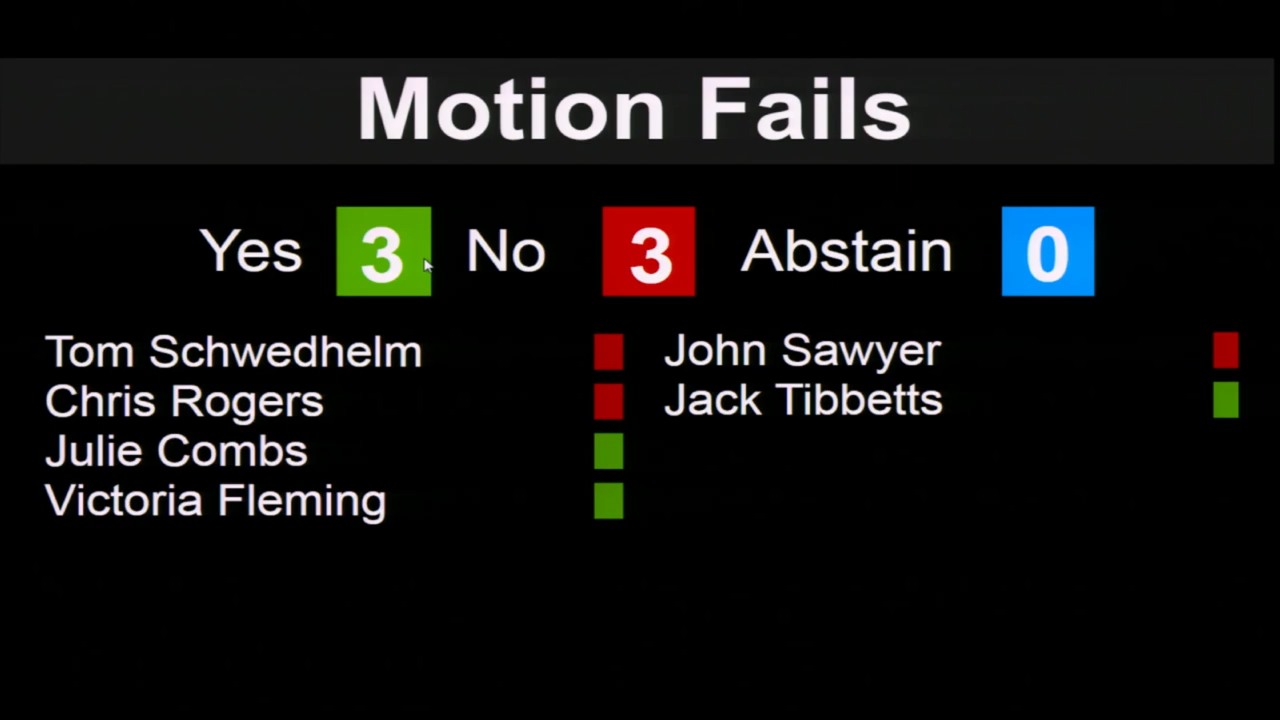 Motion Fails
Yes 3 No 3 Abstain 0
Tom Schwedhelm
Chris Rogers
Julie Combs
Victoria Fleming
John Sawyer
Jack Tibbetts